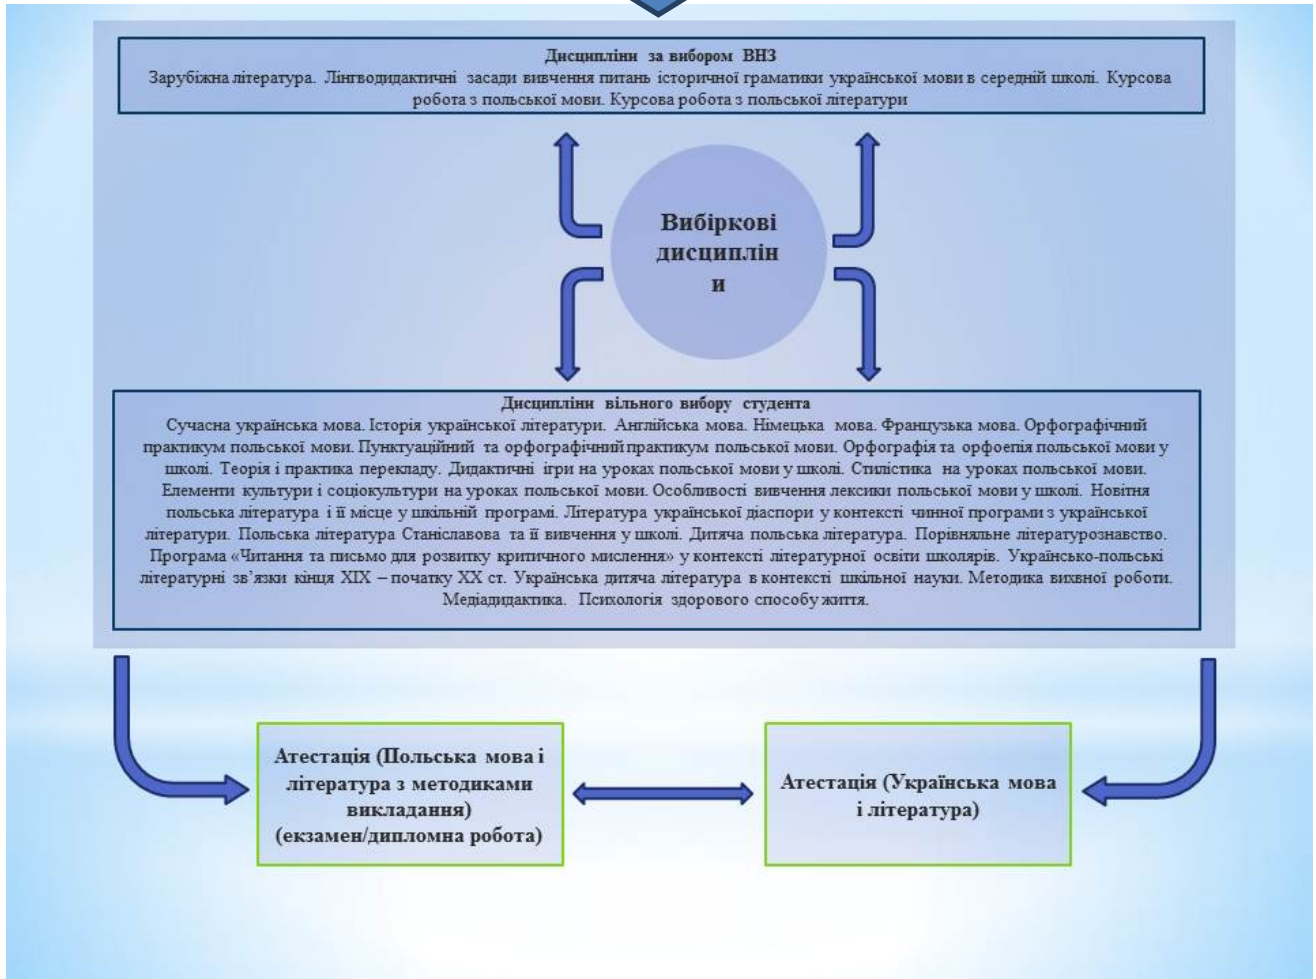 Дисципліни за вибором ВНЗ
Зарубіжна література. Лінгводидактичні засади вивчення питань історичної граматики української мови в середній школі. Курсова
робота з польської мови. Курсова робота з польської літератури
Вибіркові
дисциплін
и
Дисципліни вільного вибору студента
Сучасна українська мова. Історія української літератури. Англійська мова. Німецька мова. Французька мова. Орфографічний
практикум польської мови. Пунктуаційний та орфографічний практикум польської мови. Орфографія та орфоепія польської мови у
школі. Теорія і практика перекладу. Дидактичні ігри на уроках польської мови у школі. Стилістика на уроках польської мови.
Елементи культури і соціокультури на уроках польської мови. Особливості вивчення лексики польської мови у школі. Новітня
польська література і її місце у шкільній програмі. Література української діаспори у контексті чинної програми з української
літератури. Польська література Станіславова та її вивчення у школі. Дитяча польська література. Порівняльне літературознавство.
Програма «Читання та письмо для розвитку критичного мислення» у контексті літературної освіти школярів. Українсько-польські
літературні зв’язки кінця ХІХ – початку ХХ ст. Українська дитяча література в контексті шкільної науки. Методика вихвної роботи.
Медіадидактика. Психологія здорового способу життя.
Атестація (Польська мова і
література з методиками
викладання)
(екзамен/дипломна робота)
Атестація (Українська мова
і література)